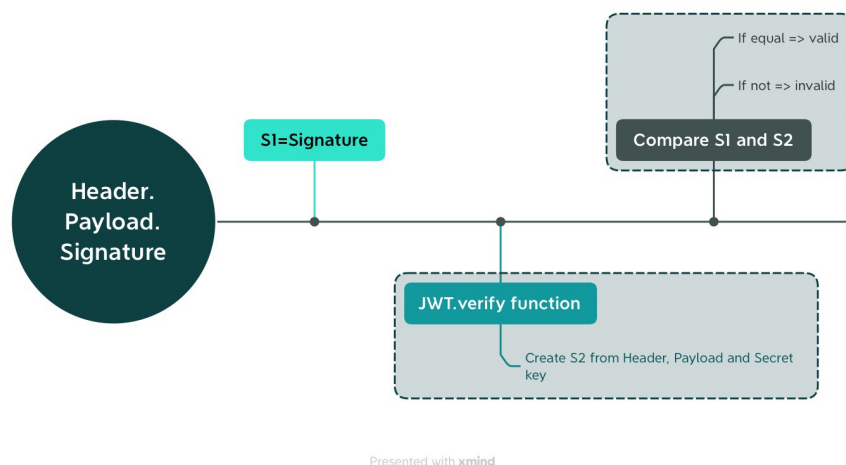 Header.
Payload.
Signature
S1=Signature
JWT.verify function
Create S2 from Header, Payload and Secret
key
If equal => valid
If not => invalid
Compare S1 and S2
Presented with xmind